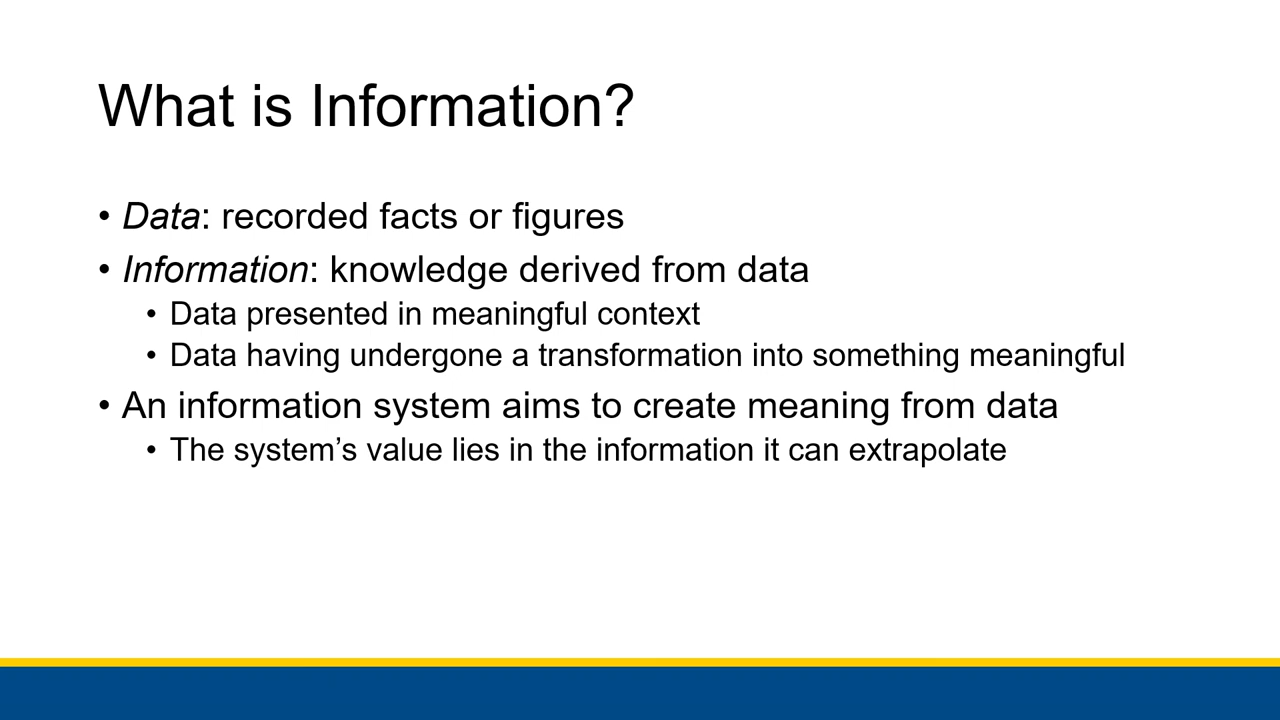 What is Information?
• Data: recorded facts or figures
• Information: knowledge derived from data
• Data presented in meaningful context
• Data having undergone a transformation into something meaningful
• An information system aims to create meaning from data
• The system’s value lies in the information it can extrapolate